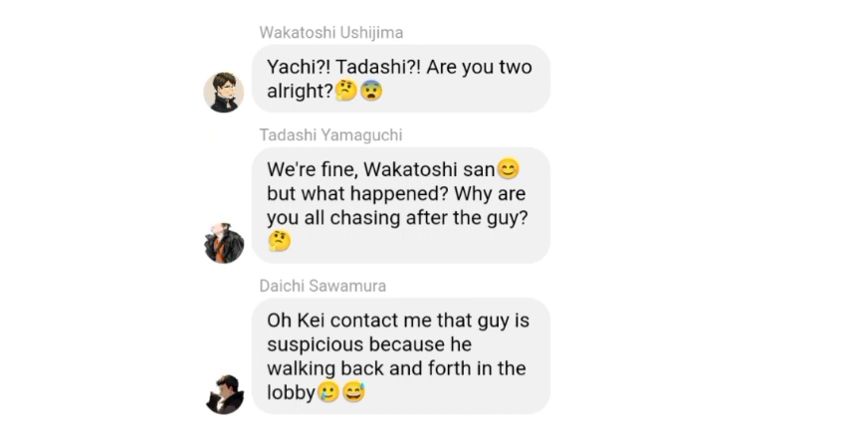 Wakatoshi Ushijima
Yachi?! Tadashi?! Are you two
alright?🤔😨
Tadashi Yamaguchi
We're fine, Wakatoshi san😊
but what happened? Why are
you all chasing after the guy?
🤔
Daichi Sawamura
Oh Kei contact me that guy is
suspicious because he
walking back and forth in the
lobby🥲😅